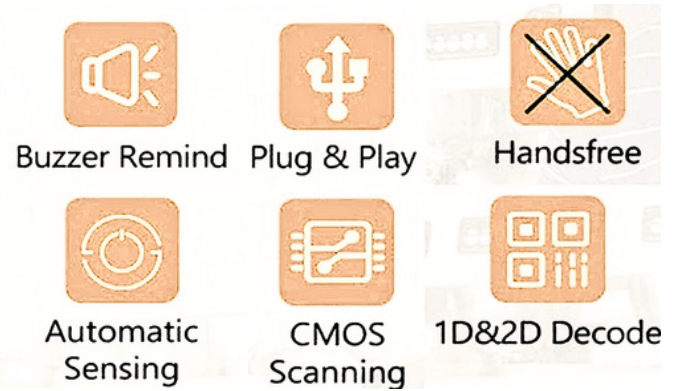 Buzzer Remind
Plug & Play
Handsfree
Automatic
Sensing
CMOS
Scanning
1D&2D Decode